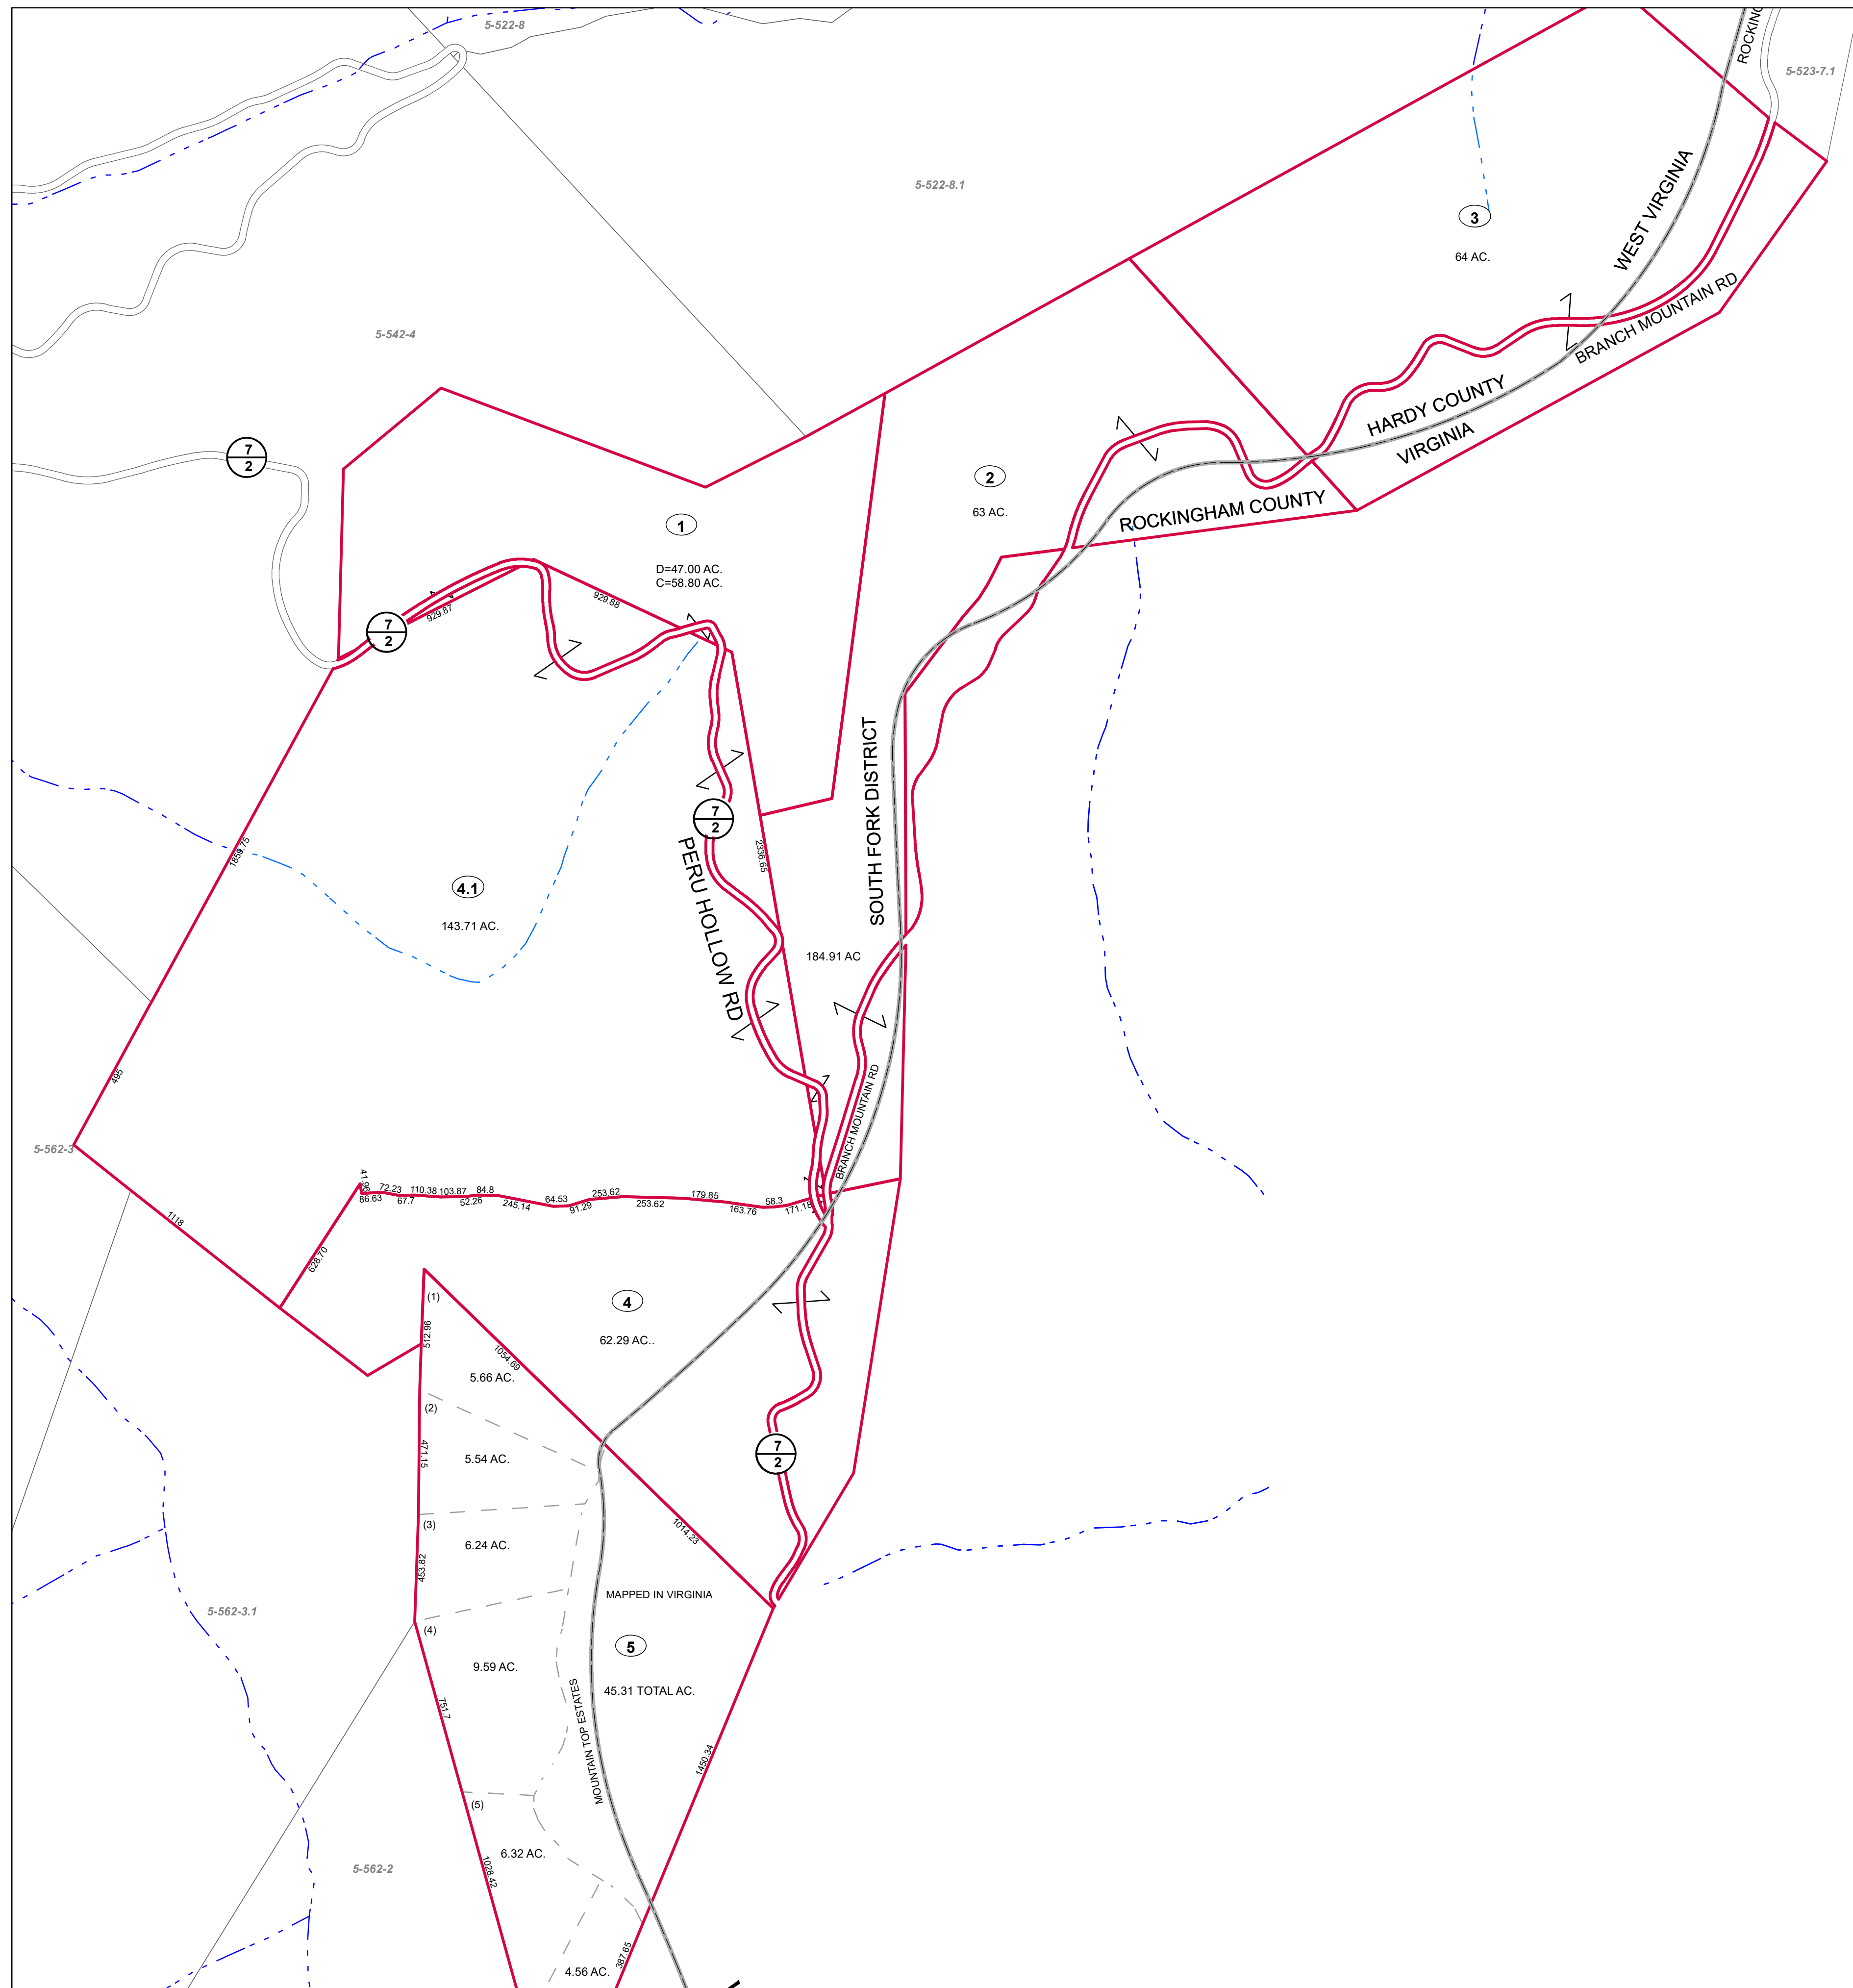 5-522-8
ROCKING
5-523-7.1
5-522-8.1
3
64 AC.
WEST VIRGINIA
BRANCH MOUNTAIN RD
5-542-4
HARDY COUNTY
VIRGINIA
7
2
2
63 AC.
ROCKINGHAM COUNTY
1
D=47.00 AC.
C=58.80 AC.
929.87
929.88
7
2
SOUTH FORK DISTRICT
7
2
PERU HOLLOW RD
2336.65
4.1
143.71 AC.
184.91 AC
495
BRANCH MOUNTAIN RD
5-562-3
1118
628.70
41.96
86.63
72.23
67.7
110.38
103.87
52.26
84.8
245.14
64.53
91.29
253.62
253.62
179.85
163.76
58.3
171.18
4
62.29 AC..
(1)
512.96
1054.69
5.66 AC.
(2)
471.15
5.54 AC.
7
2
(3)
6.24 AC.
1014.23
453.82
MAPPED IN VIRGINIA
5-562-3.1
(4)
5
9.59 AC.
45.31 TOTAL AC.
751.7
MOUNTAIN TOP ESTATES
1450.34
(5)
6.32 AC.
5-562-2
1028.42
387.65
4.56 AC.